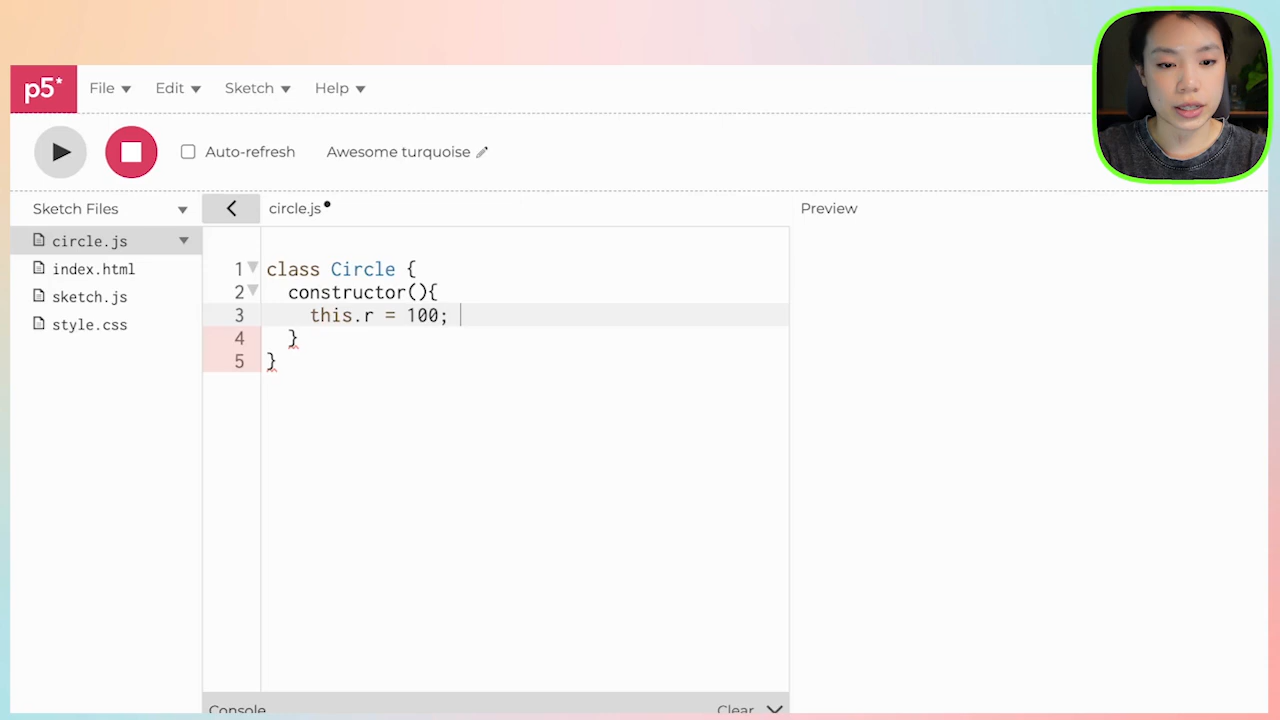 p5* File Edit Sketch Help
Auto-refresh Awesome turquoise
Sketch Files circle.js Preview
circle.js
index.html
sketch.js
style.css
1 class Circle {
2 constructor(){
3 this.r = 100;
4 }
5 }
Console Clear